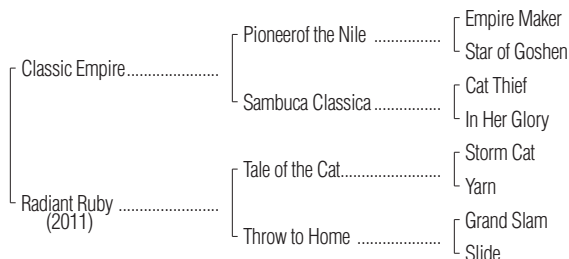 Empire Maker
Pioneerof the Nile ..................
Star of Goshen
Classic Empire.......................
Cat Thief
Sambuca Classica .................
In Her Glory
Storm Cat
Tale of the Cat.........................
Yarn
Radiant Ruby .........................
(2011)
Grand Slam
Throw to Home .....................
Slide